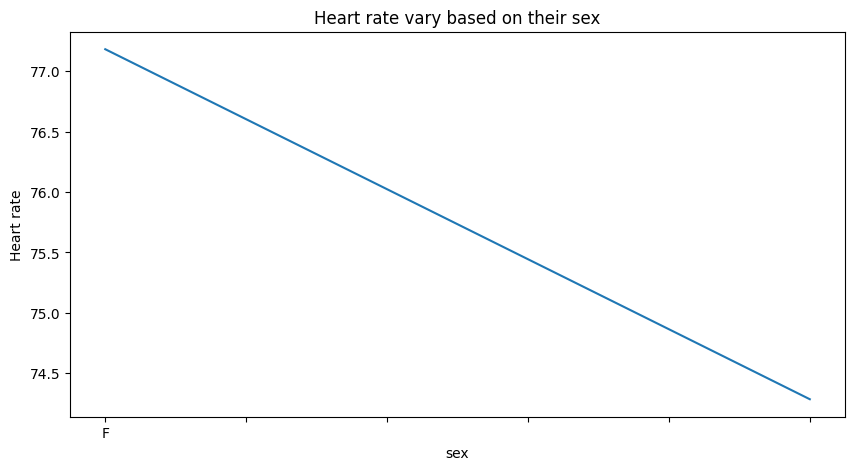 Heart rate vary based on their sex
77.0
76.5
76.0
75.5
75.0
74.5
Heart rate
F
sex